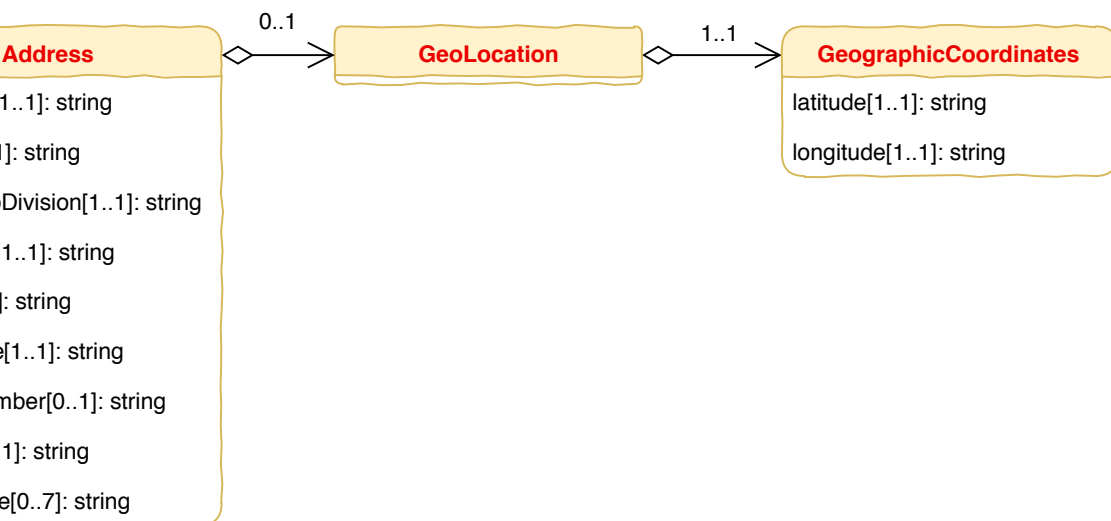 0..1
1..1
Address
GeoLocation
GeographicCoordinates
1..1]: string
]: string
Division[1..1]: string
1..1]: string
]: string
e[1..1]: string
mber[0..1]: string
1]: string
e[0..7]: string
latitude[1..1]: string
longitude[1..1]: string